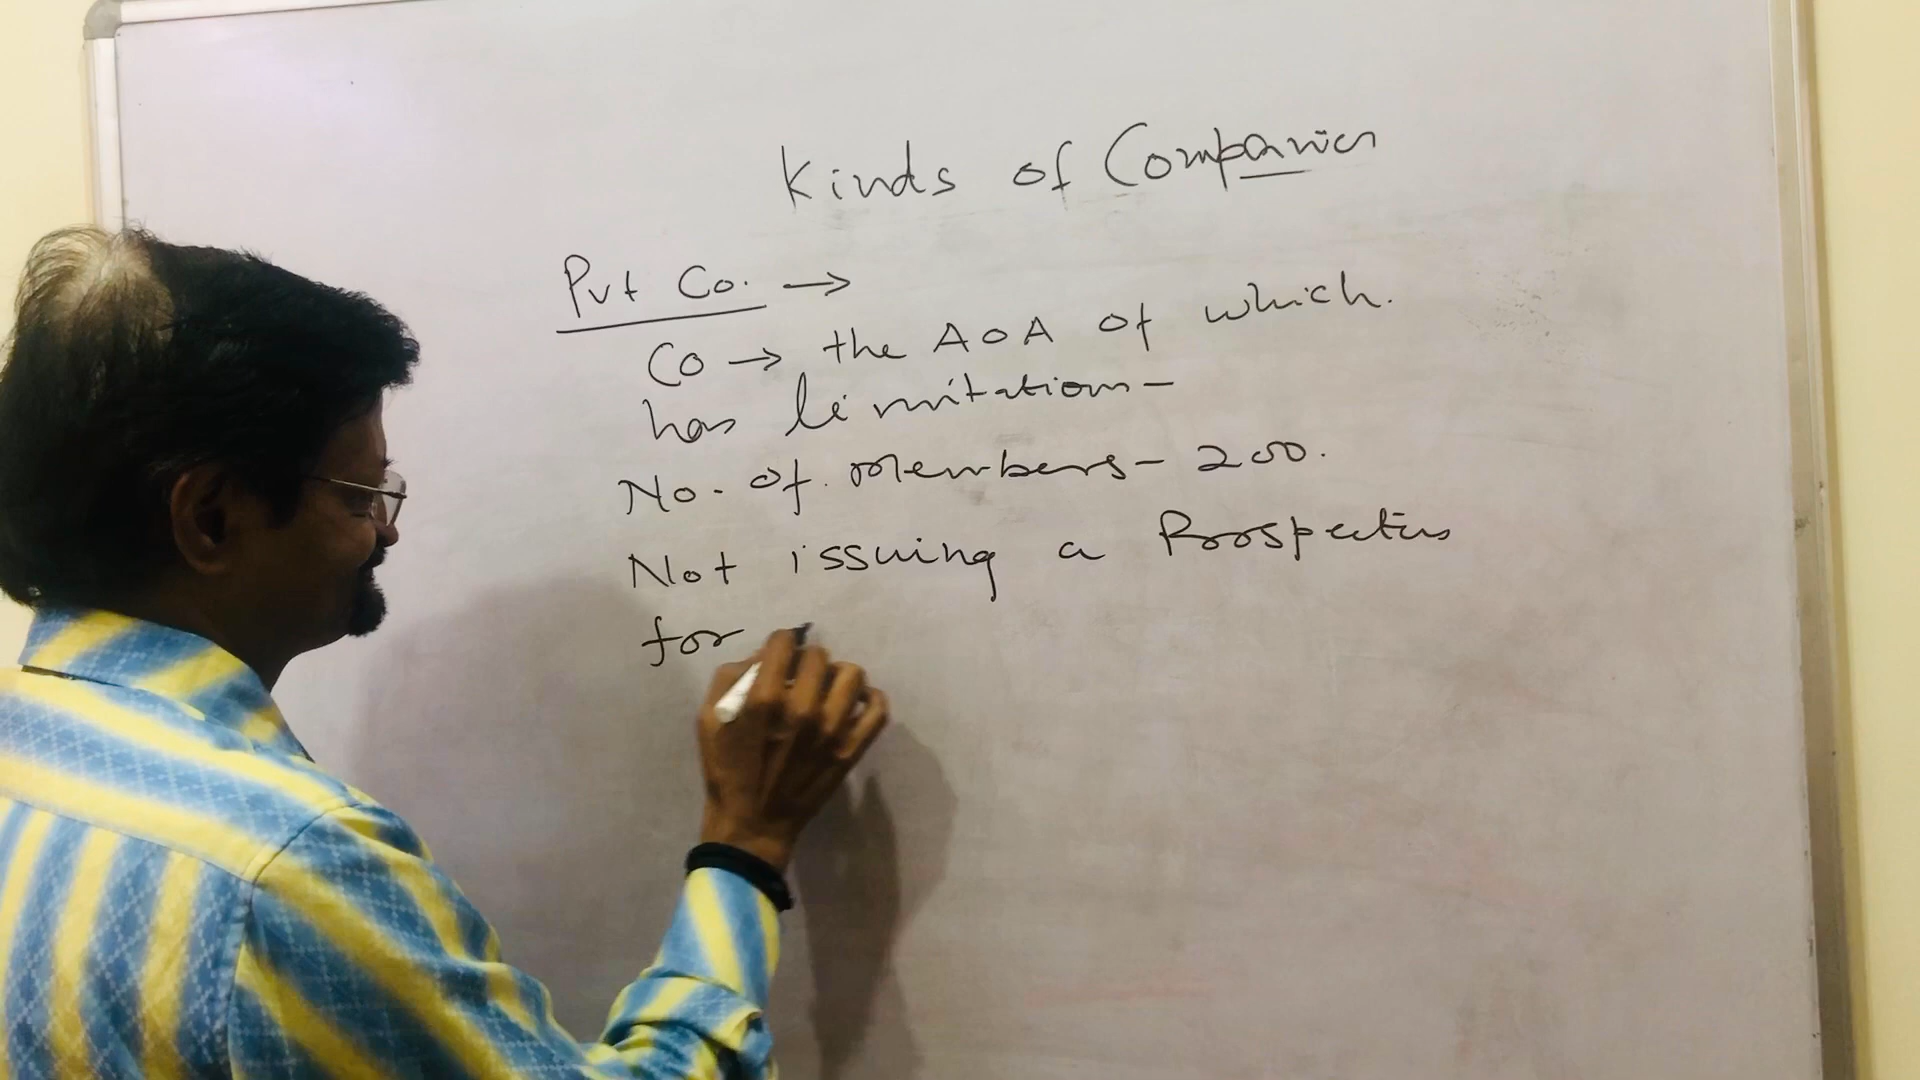 Kinds of Companies
Pvt Co. →
Co → the AOA of which.
has limitations -
No. of Members - 200.
Not issuing a Prospectus
for